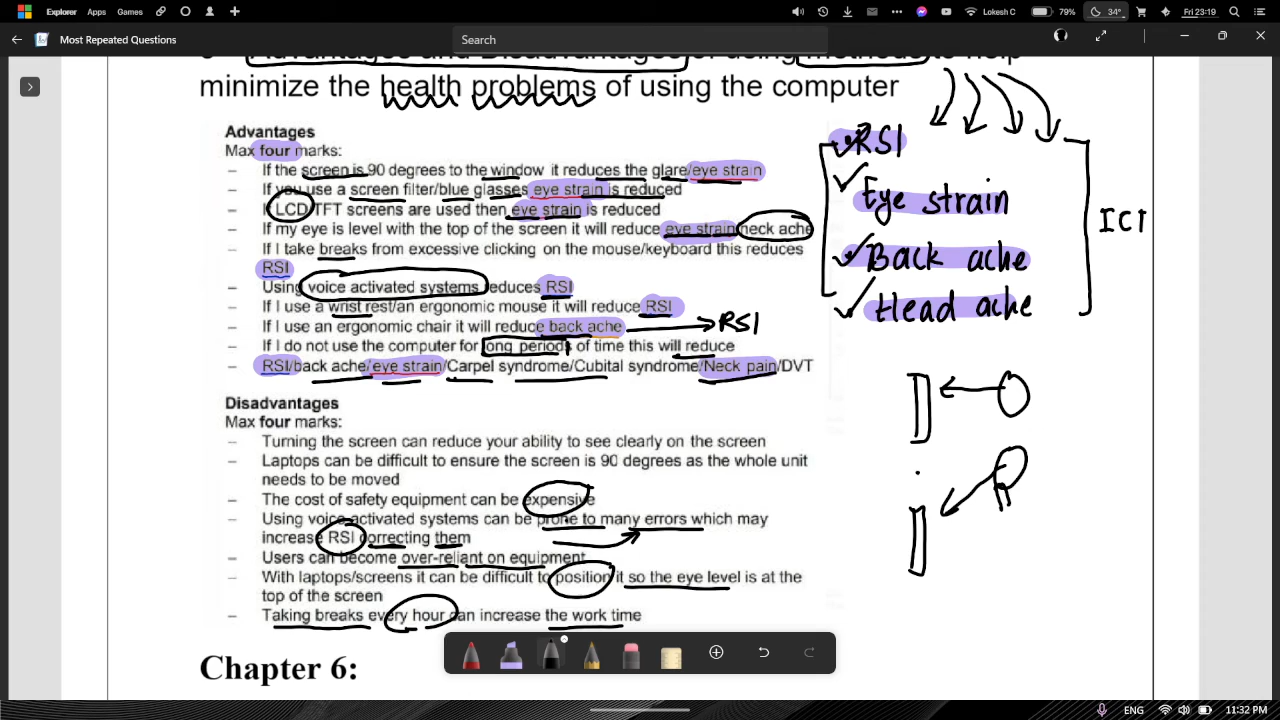 Explorer Apps Games Lokesh C 79% 34° Fri 23:19
Most Repeated Questions Search
minimize the health problems of using the computer
Advantages
Max four marks:
– If the screen is 90 degrees to the window it reduces the glare/eye strain
– If you use a screen filter/blue glasses eye strain is reduced
– If LCD/TFT screens are used then eye strain is reduced
– If my eye is level with the top of the screen it will reduce eye strain/neck ache
– If I take breaks from excessive clicking on the mouse/keyboard this reduces
RSI
– Using voice activated systems reduces RSI
– If I use a wrist rest/an ergonomic mouse it will reduce RSI
– If I use an ergonomic chair it will reduce back ache → RSI
– If I do not use the computer for long periods of time this will reduce
– RSI/back ache/eye strain/Carpel syndrome/Cubital syndrome/Neck pain/DVT
RSI
Eye strain
Back ache
Head ache
Disadvantages
Max four marks:
– Turning the screen can reduce your ability to see clearly on the screen
– Laptops can be difficult to ensure the screen is 90 degrees as the whole unit
needs to be moved
– The cost of safety equipment can be expensive
– Using voice activated systems can be prone to many errors which may
increase RSI correcting them
– Users can become over-reliant on equipment
– With laptops/screens it can be difficult to position it so the eye level is at the
top of the screen
– Taking breaks every hour can increase the work time
Chapter 6:
ENG 11:32 PM